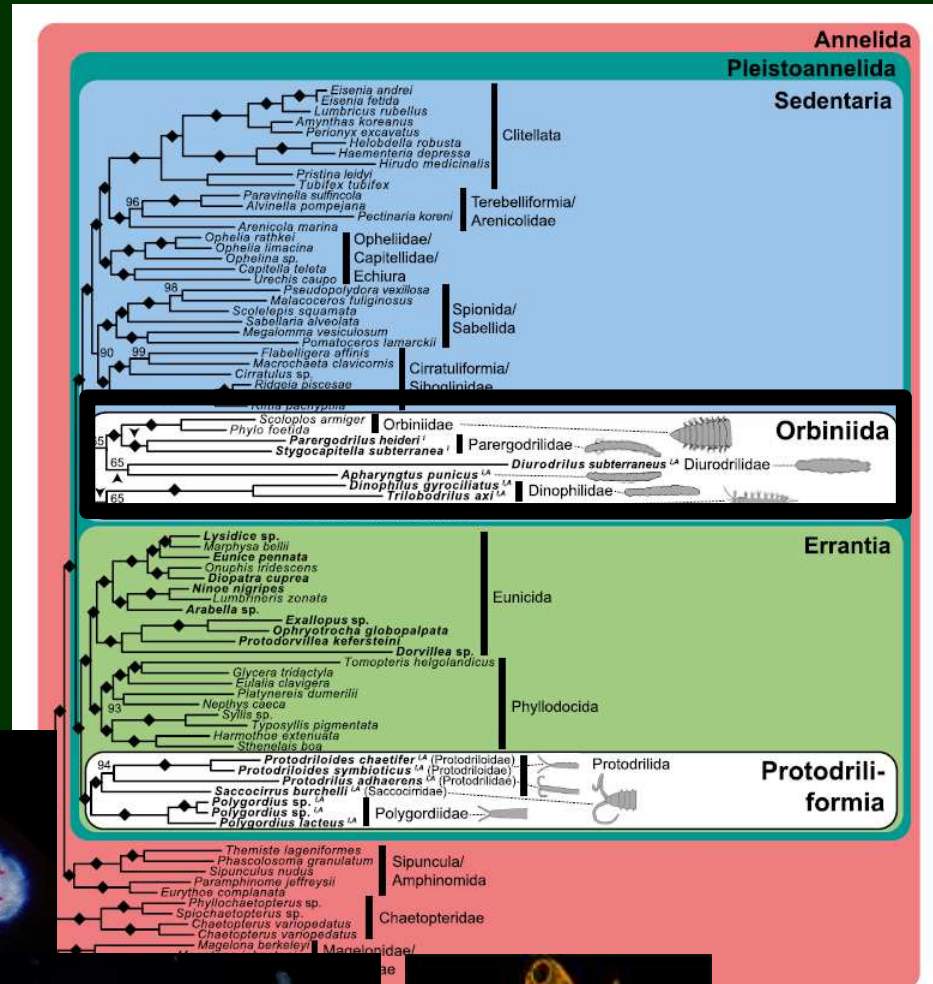 Annelida
Pleistoannelida
Sedentaria
Eisenia andrei
Eisenia fetida
Lumbricus rubellus
Amynthas koreanus
Perionyx excavatus
Clitellata
Helobdella robusta
Haementeria depressa
Hirudo medicinalis
Pristina leidyi
Tubifex tubifex
96
Paravinella sulfincola
Alvinella pompejana
Pectinaria koreni
Arenicola marina
Terebelliformia/
Arenicolidae
Ophelia rathkei
Ophelia limacina
Ophelina sp.
Capitella teleta
Urechis caupo
Opheliidae/
Capitellidae/
Echiura
98
Pseudopolydora vexillosa
Malacoceros fuliginosus
Scolelepis squamata
Sabellaria alveolata
Megalomma vesiculosum
Pomatoceros lamarckii
Spionida/
Sabellida
90
99
Flabelligera affinis
Macrochaeta clavicornis
Cirratulus sp.
Ridgeia piscesae
Cirratuliformia/
Siboglinidae
Orbiniida
Scoloplos armiger
Phylo foetida
Orbiniidae
Parergodrilus heideri I
Stygocapitella subterranea I
Parergodrilidae
65
Diurodrilus subterraneus I,A Diurodrilidae
Apharyngtus punicus I,A
Dinophilus gyrociliatus I,A
Trilobodrilus axi I,A
Dinophilidae
65
Errantia
Lysidice sp.
Marphysa bellii
Eunice pennata
Onuphis iridescens
Diopatra cuprea
Ninoe nigripes
Lumbrineris zonata
Arabella sp.
Eunicida
Exallopus sp.
Ophryotrocha globopalpata
Protodorvillea kefersteini
Dorvillea sp.
Tomopteris helgolandicus
Glycera tridactyla
Eulalia clavigera
Platynereis dumerilii
93
Nepthys caeca
Syllis sp.
Typosyllis pigmentata
Harmothoe extenuata
Sthenelais boa
Phyllodocida
94
Protodriloides chaetifer I,A (Protodriloidae)
Protodriloides symbioticus I,A (Protodriloidae)
Protodrilus adhaerens I,A (Protodrilidae)
Saccocirrus burchelli I,A (Saccocirridae)
Protodrilida
Protodrili-
formia
Polygordius sp. I,A
Polygordius sp. I,A
Polygordius lacteus I,A
Polygordiidae
Themiste lageniformes
Phascolosoma granulatum
Sipunculus nudus
Paramphinome jeffreysii
Eurythoe complanata
Sipuncula/
Amphinomida
Phyllochaetopterus sp.
Spiochaetopterus sp.
Chaetopterus variopedatus
Chaetopterus variopedatus
Chaetopteridae
Magelona berkeleyi
Magelonidae/
ae